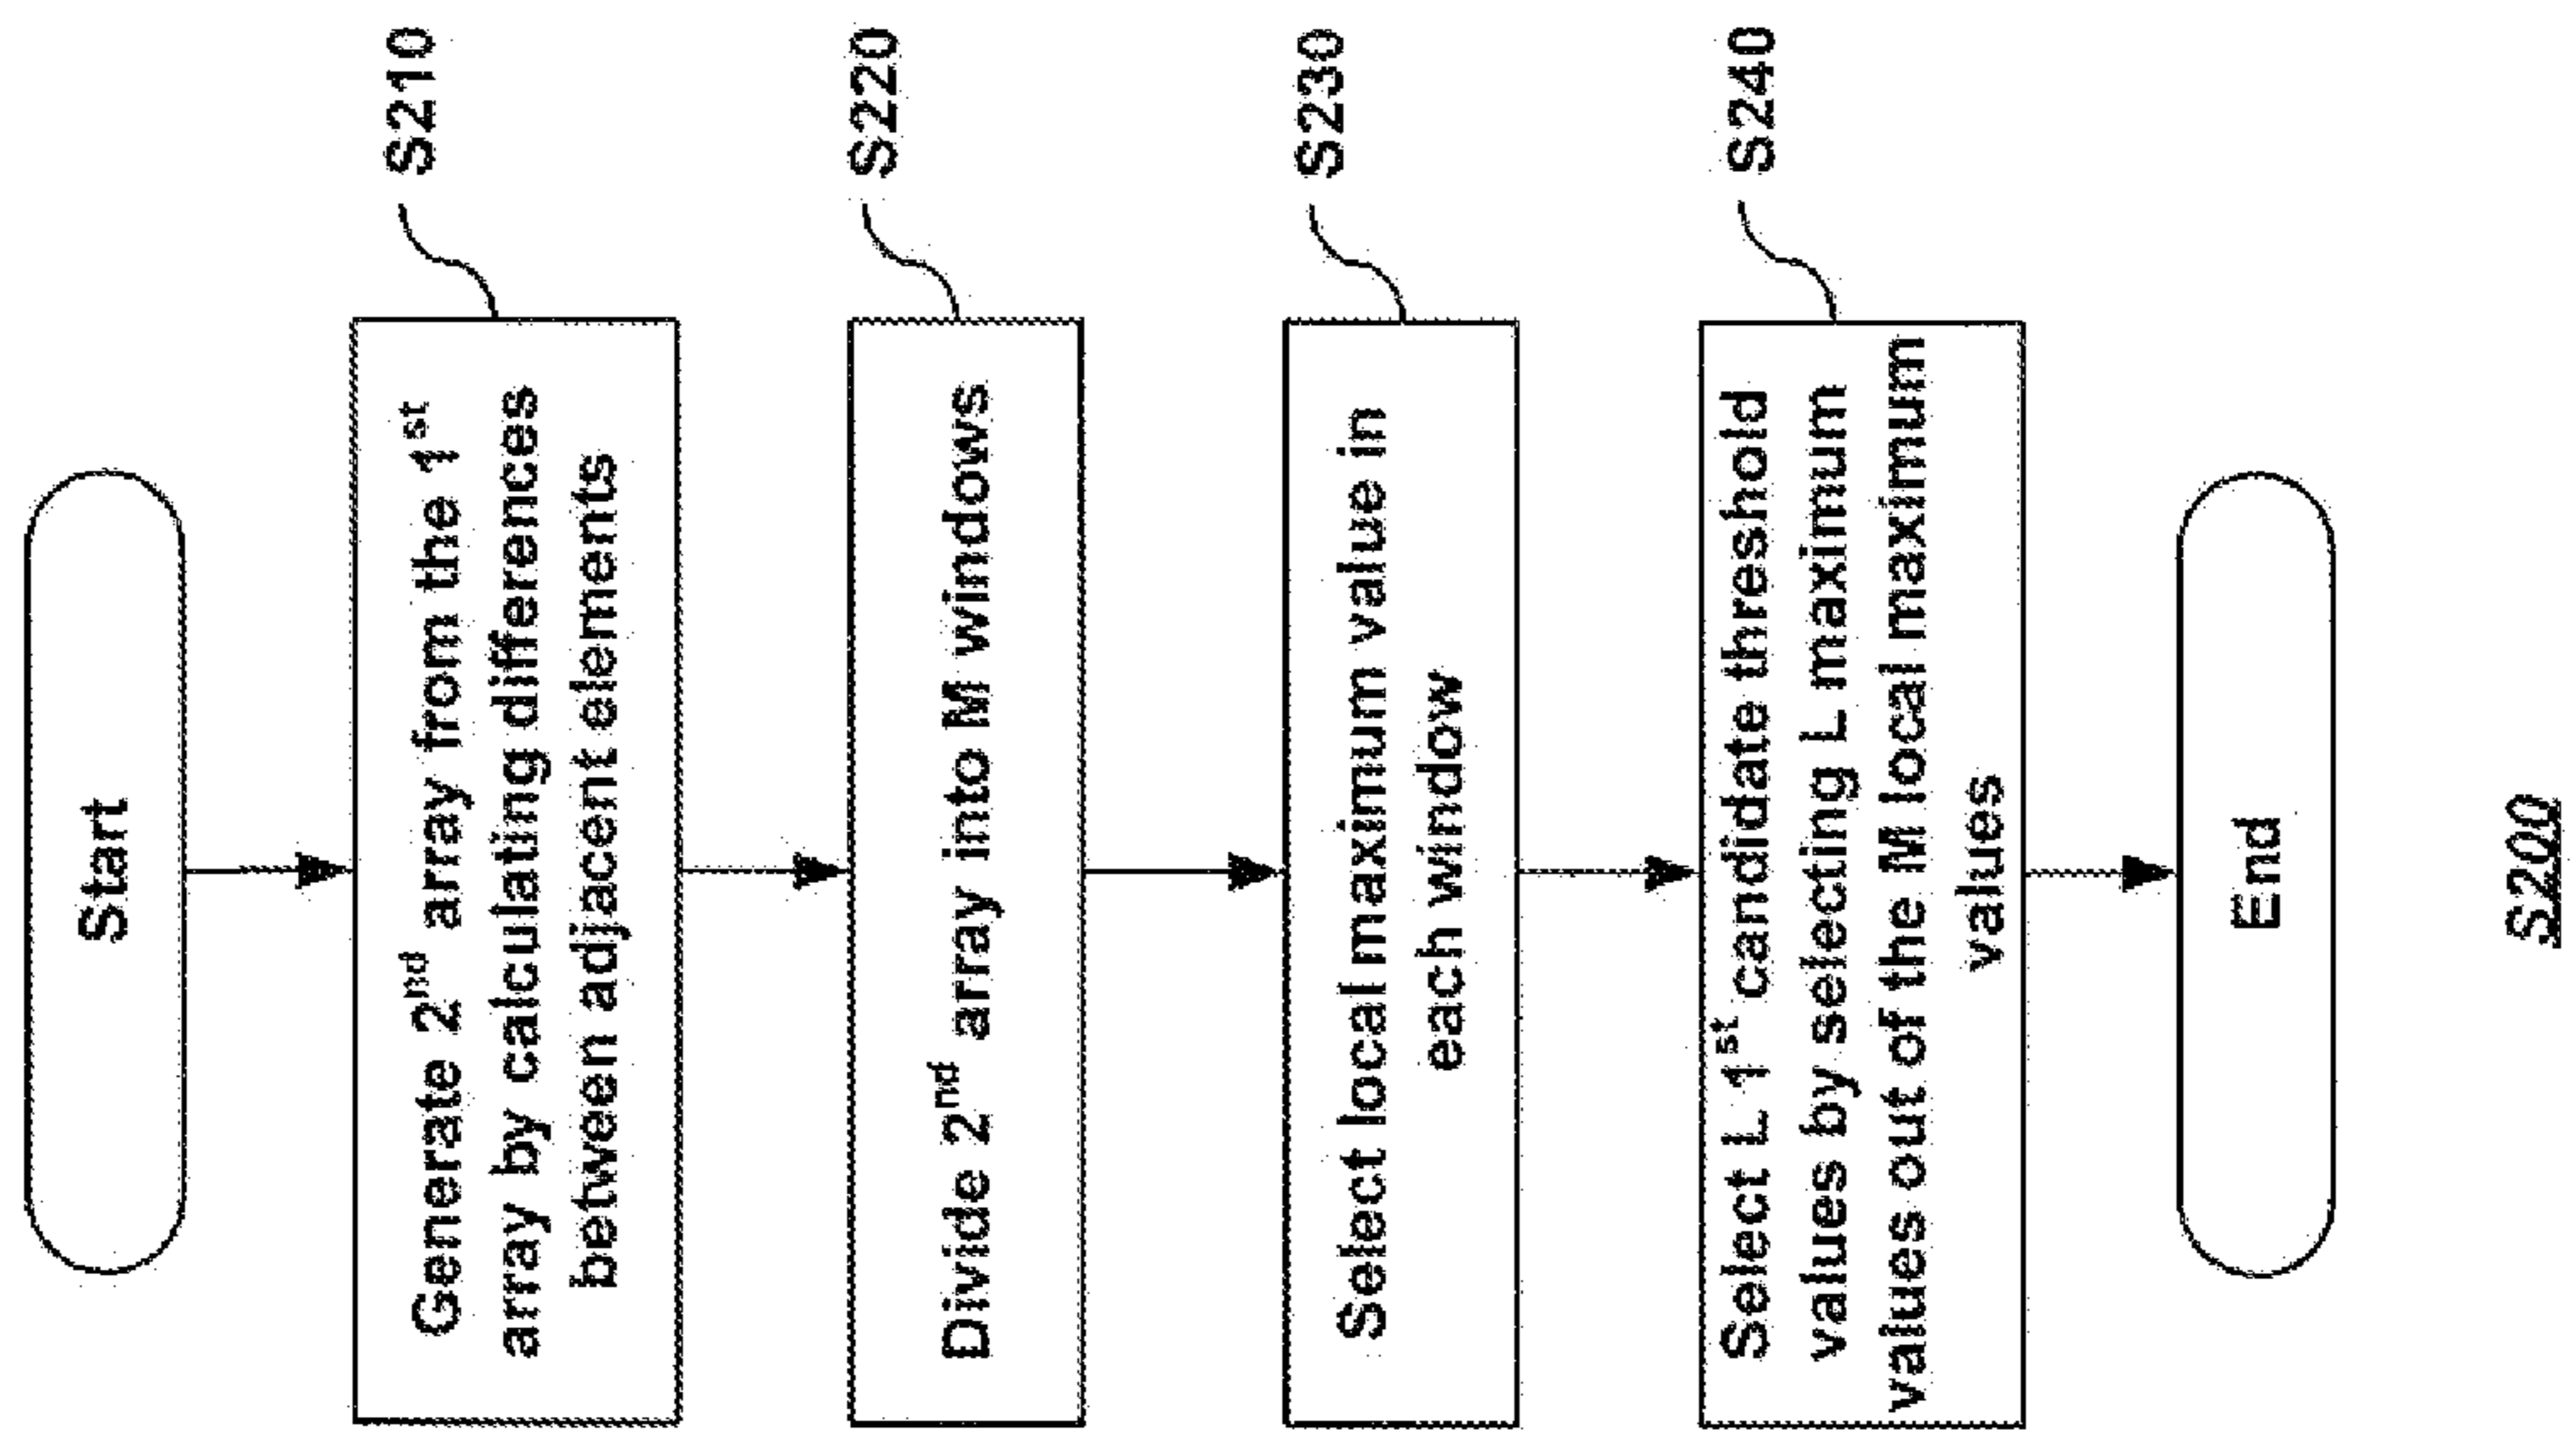 Start
Generate 2nd array from the 1st
array by calculating differences
between adjacent elements
S210
Divide 2nd array into M windows
S220
Select local maximum value in
each window
S230
Select L 1st candidate threshold
values by selecting L maximum
values out of the M local maximum
values
S240
End
S200